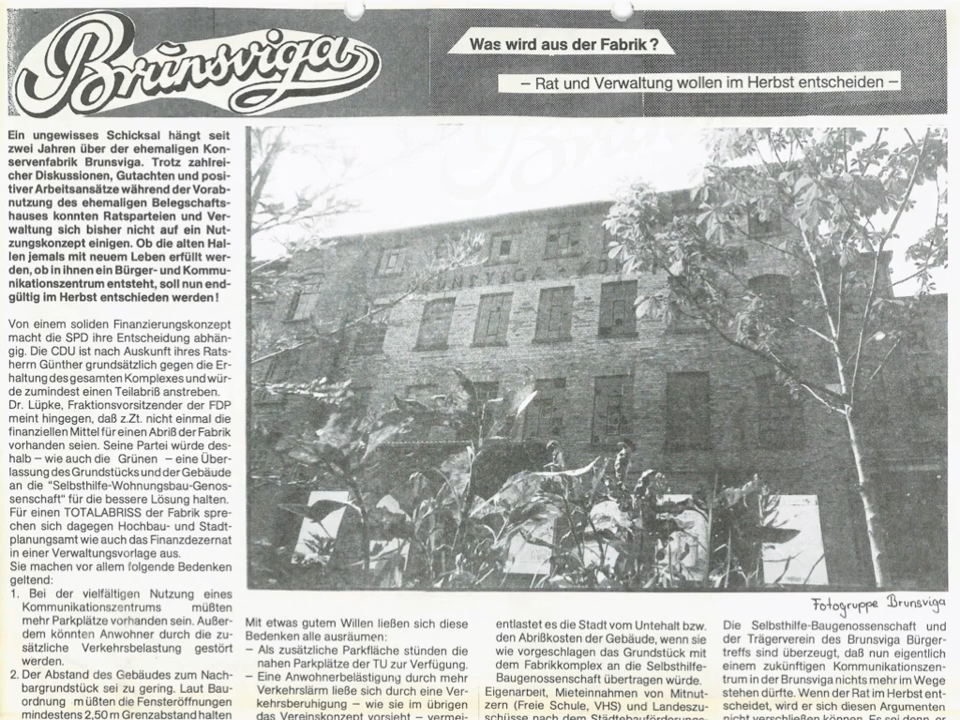 Brunsviga
Was wird aus der Fabrik?
– Rat und Verwaltung wollen im Herbst entscheiden –
Ein ungewisses Schicksal hängt seit
zwei Jahren über der ehemaligen Kon-
servenfabrik Brunsviga. Trotz zahlrei-
cher Diskussionen, Gutachten und posi-
tiver Arbeitsansätze während der Vorab-
nutzung des ehemaligen Belegschafts-
hauses konnten Ratsparteien und Ver-
waltung sich bisher nicht auf ein Nut-
zungskonzept einigen. Ob die alten Hal-
len jemals mit neuem Leben erfüllt wer-
den, ob in ihnen ein Bürger- und Kommu-
nikationszentrum entsteht, soll nun end-
gültig im Herbst entschieden werden!
Von einem soliden Finanzierungskonzept
macht die SPD ihre Entscheidung abhän-
gig. Die CDU ist nach Auskunft ihres Rats-
herrn Günther grundsätzlich gegen die Er-
haltung des gesamten Komplexes und wür-
de zumindest einen Teilabriß anstreben.
Dr. Lüpke, Fraktionsvorsitzender der FDP
meint hingegen, daß z.Zt. nicht einmal die
finanziellen Mittel für einen Abriß der Fabrik
vorhanden seien. Seine Partei würde des-
halb – wie auch die Grünen – eine Über-
lassung des Grundstücks und der Gebäude
an die "Selbsthilfe-Wohnungsbau-Genos-
senschaft" für die bessere Lösung halten.
Für einen TOTALABRISS der Fabrik spre-
chen sich dagegen Hochbau- und Stadt-
planungsamt wie auch das Finanzdezernat
in einer Verwaltungsvorlage aus.
Sie machen vor allem folgende Bedenken
geltend:
1. Bei der vielfältigen Nutzung eines
Kommunikationszentrums müßten
mehr Parkplätze vorhanden sein. Außer-
dem könnten Anwohner durch die zu-
sätzliche Verkehrsbelastung gestört
werden.
2. Der Abstand des Gebäudes zum Nach-
bargrundstück sei zu gering. Laut Bau-
ordnung müßten die Fensteröffnungen
mindestens 2,50 m Grenzabstand halten
BRUNSVIGA
Fotogruppe Brunsviga
Mit etwas gutem Willen ließen sich diese
Bedenken alle ausräumen:
– Als zusätzliche Parkfläche stünden die
nahen Parkplätze der TU zur Verfügung.
– Eine Anwohnerbelästigung durch mehr
Verkehrslärm ließe sich durch eine Ver-
kehrsberuhigung – wie sie im übrigen
das Vereinskonzept vorsieht – vermei-
entlastet es die Stadt vom Untehalt bzw.
den Abrißkosten der Gebäude, wenn sie
wie vorgeschlagen das Grundstück mit
dem Fabrikkomplex an die Selbsthilfe-
Baugenossenschaft übertragen würde.
Eigenarbeit, Mieteinnahmen von Mitnut-
zern (Freie Schule, VHS) und Landeszu-
schüsse nach dem Städtebauförderungs-
Die Selbsthilfe-Baugenossenschaft und
der Trägerverein des Brunsviga Bürger-
treffs sind überzeugt, daß nun eigentlich
einem zukünftigen Kommunikationszen-
trum in der Brunsviga nichts mehr im Wege
stehen dürfte. Wenn der Rat im Herbst ent-
scheidet, wird er sich diesen Argumenten
nicht verschließen können. Es sei denn, er